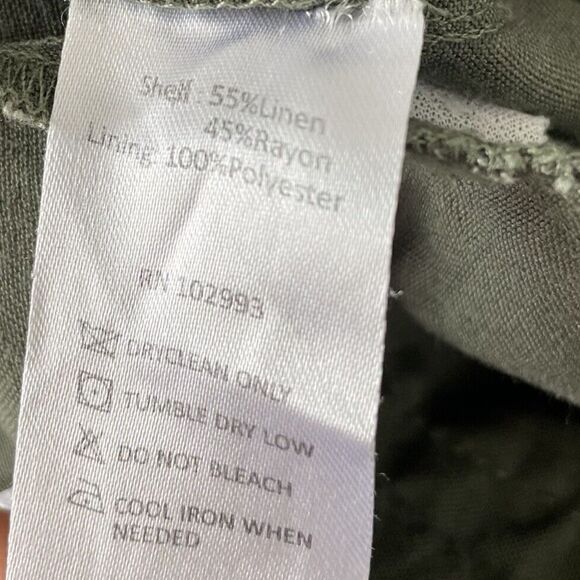 Shell : 55%Linen
45%Rayon
Lining: 100%Polyester
RN 102993
DRYCLEAN ONLY
TUMBLE DRY LOW
DO NOT BLEACH
COOL IRON WHEN
NEEDED